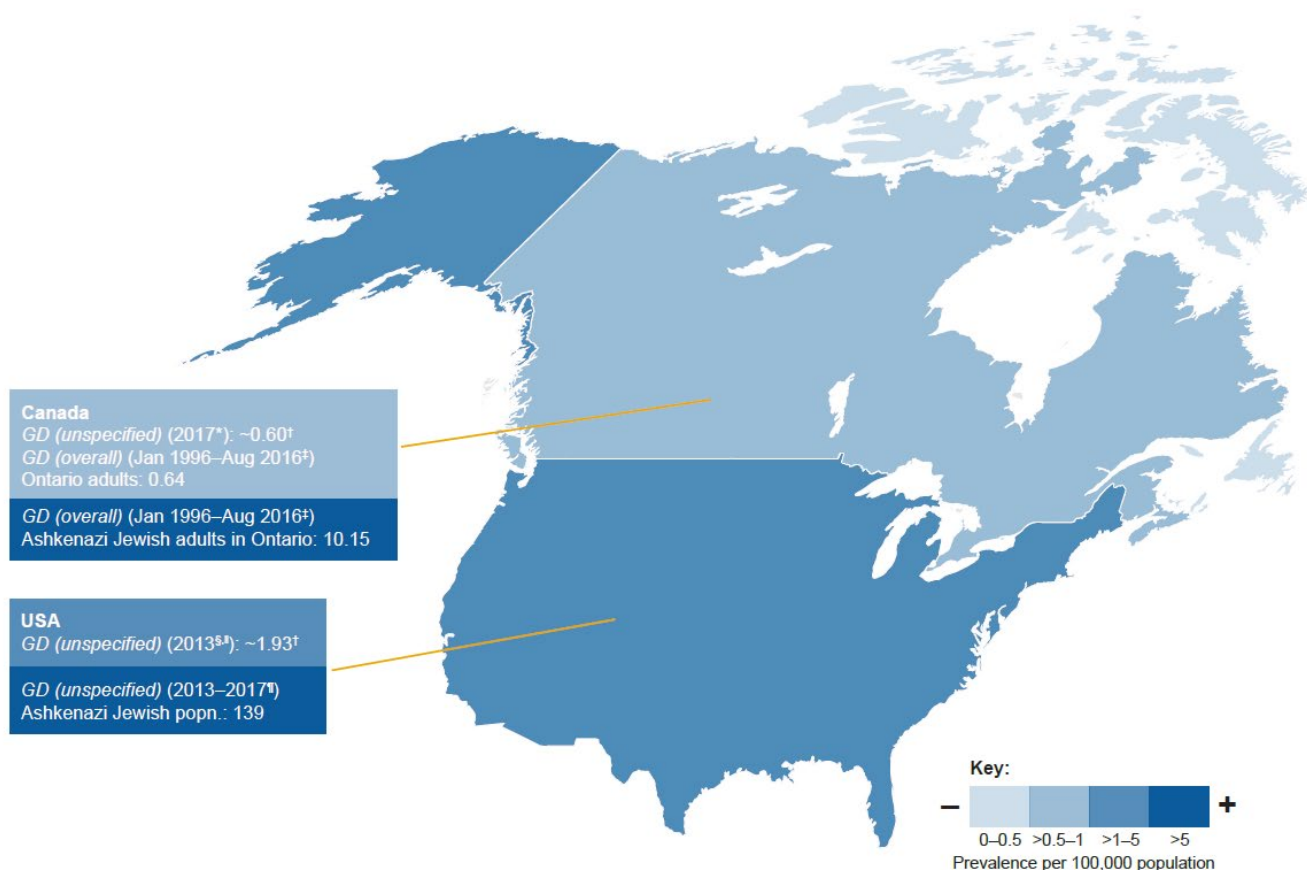 Canada
GD (unspecified) (2017*): ~0.60†
GD (overall) (Jan 1996–Aug 2016‡)
Ontario adults: 0.64
GD (overall) (Jan 1996–Aug 2016‡)
Ashkenazi Jewish adults in Ontario: 10.15
USA
GD (unspecified) (2013§,‖): ~1.93†
GD (unspecified) (2013–2017¶)
Ashkenazi Jewish popn.: 139
Key:
– +
0–0.5 >0.5–1 >1–5 >5
Prevalence per 100,000 population